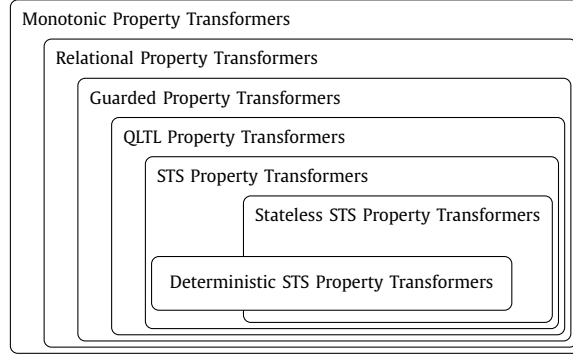 Monotonic Property Transformers
Relational Property Transformers
Guarded Property Transformers
QLTL Property Transformers
STS Property Transformers
Stateless STS Property Transformers
Deterministic STS Property Transformers